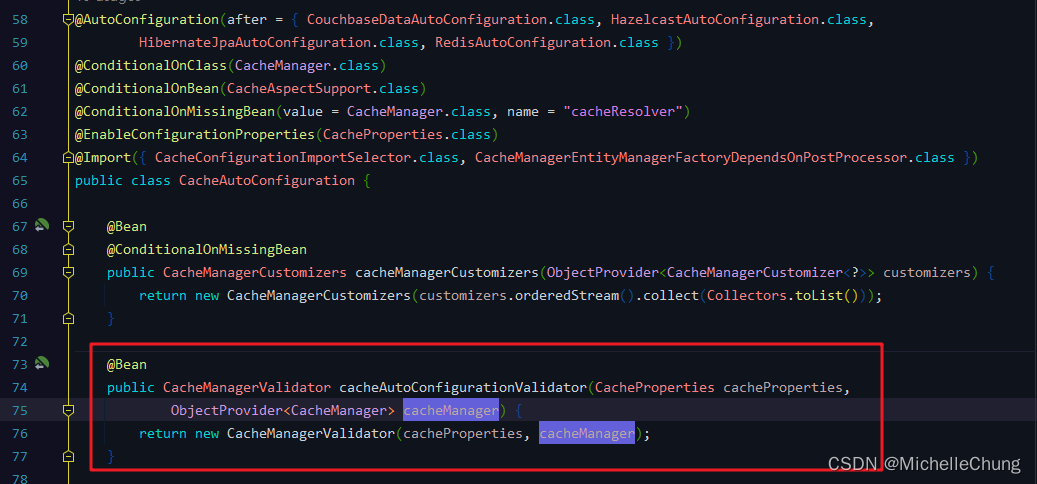 58 @AutoConfiguration(after = { CouchbaseDataAutoConfiguration.class, HazelcastAutoConfiguration.class,
59 HibernateJpaAutoConfiguration.class, RedisAutoConfiguration.class })
60 @ConditionalOnClass(CacheManager.class)
61 @ConditionalOnBean(CacheAspectSupport.class)
62 @ConditionalOnMissingBean(value = CacheManager.class, name = "cacheResolver")
63 @EnableConfigurationProperties(CacheProperties.class)
64 @Import({ CacheConfigurationImportSelector.class, CacheManagerEntityManagerFactoryDependsOnPostProcessor.class })
65 public class CacheAutoConfiguration {
66
67 @Bean
68 @ConditionalOnMissingBean
69 public CacheManagerCustomizers cacheManagerCustomizers(ObjectProvider<CacheManagerCustomizer<?>> customizers) {
70 return new CacheManagerCustomizers(customizers.orderedStream().collect(Collectors.toList()));
71 }
72
73 @Bean
74 public CacheManagerValidator cacheAutoConfigurationValidator(CacheProperties cacheProperties,
75 ObjectProvider<CacheManager> cacheManager) {
76 return new CacheManagerValidator(cacheProperties, cacheManager);
77 }
78
CSDN @MichelleChung